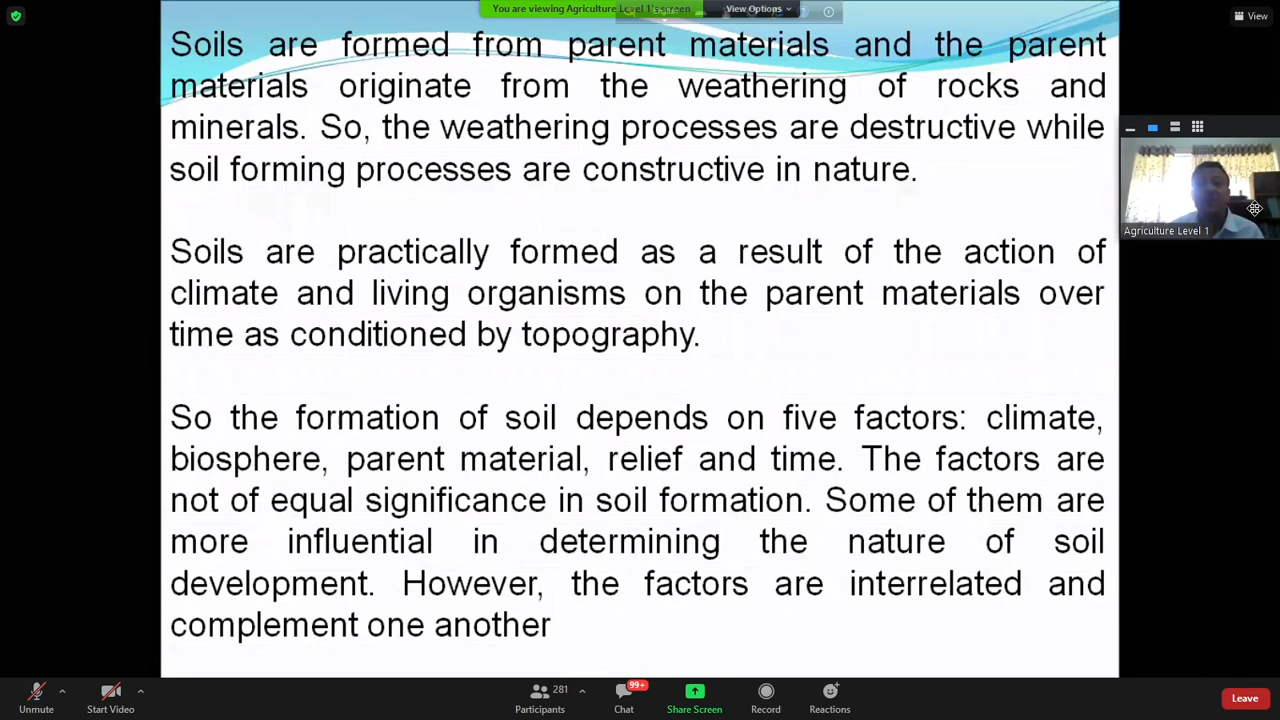 You are viewing Agriculture Level 1's screen
View Options
View
Soils are formed from parent materials and the parent
materials originate from the weathering of rocks and
minerals. So, the weathering processes are destructive while
soil forming processes are constructive in nature.
Agriculture Level 1
Soils are practically formed as a result of the action of
climate and living organisms on the parent materials over
time as conditioned by topography.
So the formation of soil depends on five factors: climate,
biosphere, parent material, relief and time. The factors are
not of equal significance in soil formation. Some of them are
more influential in determining the nature of soil
development. However, the factors are interrelated and
complement one another
281
99+
Unmute
Start Video
Participants
Chat
Share Screen
Record
Reactions
Leave